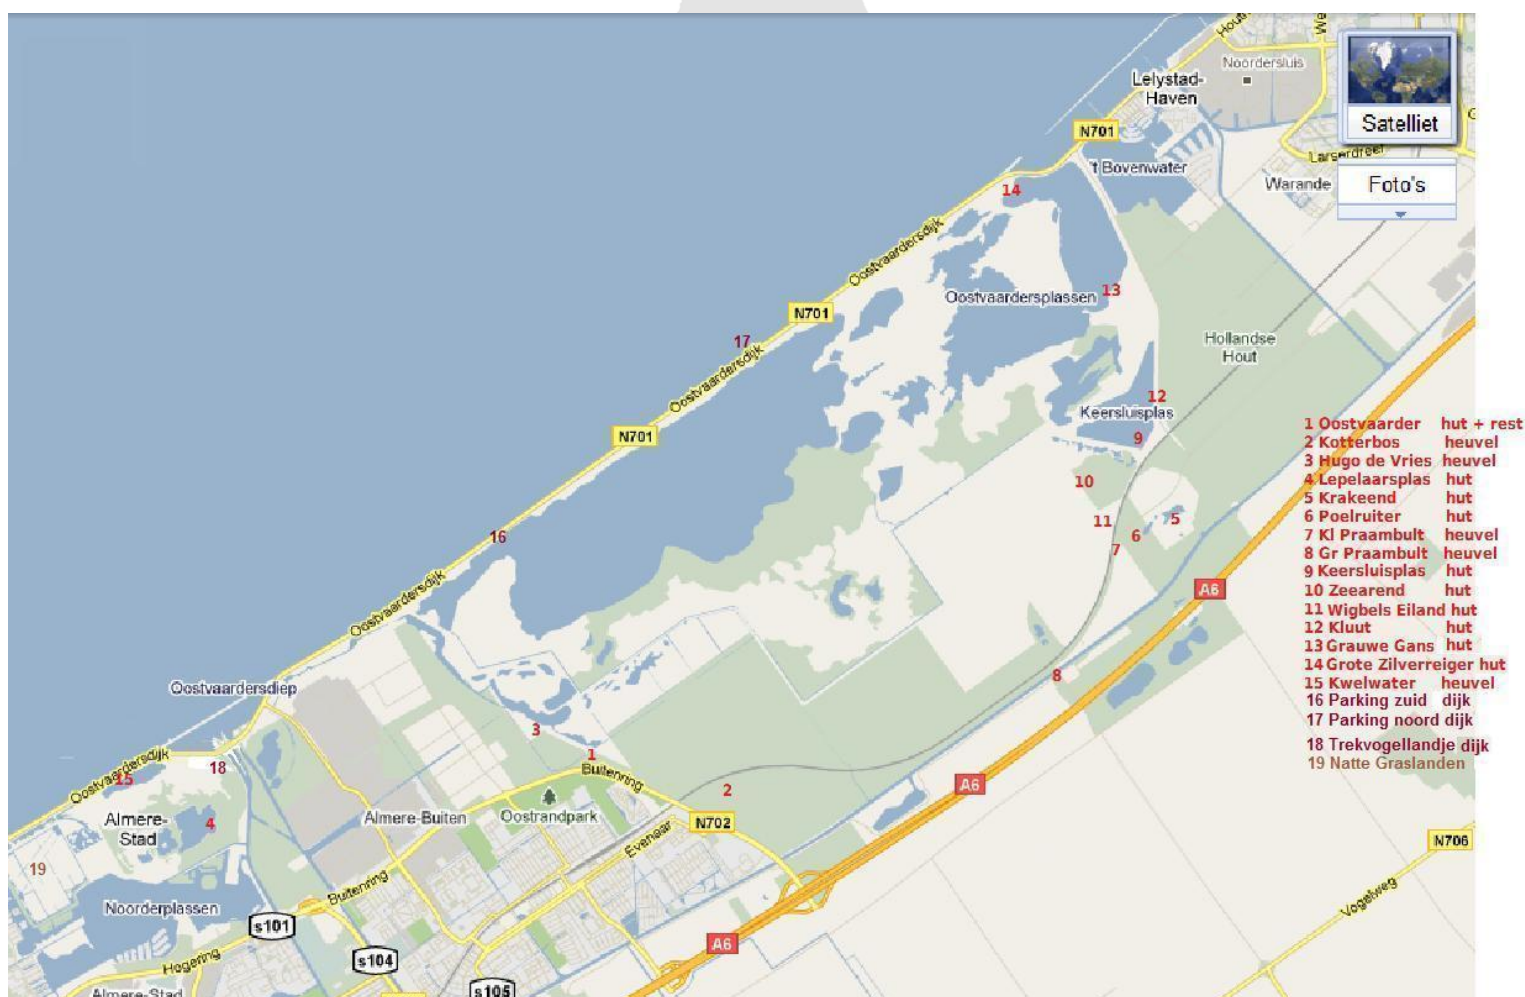 Hout
Noordersluis
Lelystad-
Haven
Satelliet
N701
Larserdreef
't Bovenwater
Warande
Foto's
14
Oostvaardersdijk
Oostvaardersplassen
13
N701
17
Hollandse
Hout
Oostvaardersdijk
12
Keersluisplas
N701
9
10
16
11
5
6
7
Oostvaardersdijk
A6
1 Oostvaarder hut + rest
2 Kotterbos heuvel
3 Hugo de Vries heuvel
4 Lepelaarsplas hut
5 Krakeend hut
6 Poelruiter hut
7 Kl Praambult heuvel
8 Gr Praambult heuvel
9 Keersluisplas hut
10 Zeearend hut
11 Wigbels Eiland hut
12 Kluut hut
13 Grauwe Gans hut
14 Grote Zilverreiger hut
15 Kwelwater heuvel
16 Parking zuid dijk
17 Parking noord dijk
18 Trekvogellandje dijk
19 Natte Graslanden
8
Oostvaardersdiep
3
1
Oostvaardersdijk
18
15
Buitenring
A6
2
Almere-
Stad
4
Almere-Buiten
Oostrandpark
Evenaar
N702
N706
19
Buitenring
Vogelweg
Noorderplassen
s101
A6
Hogering
s104
Almere-Stad
s105